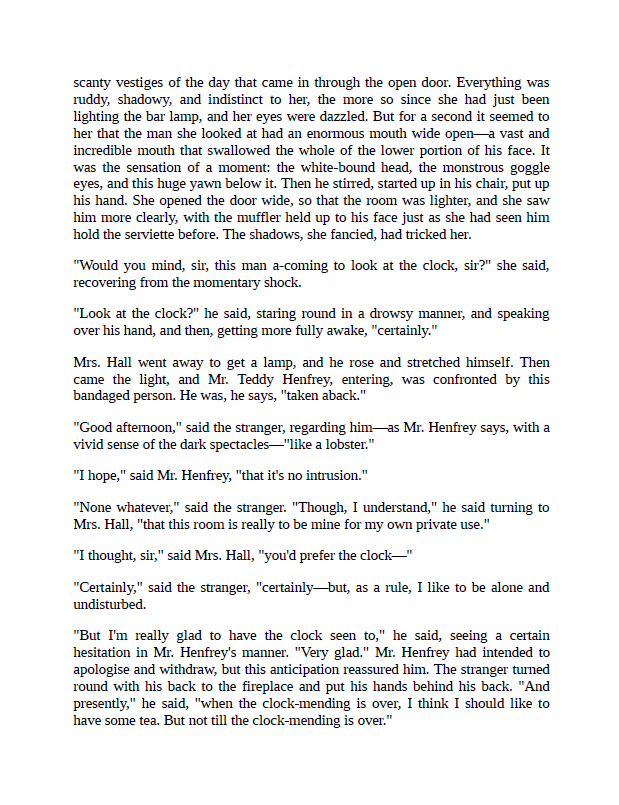 scanty vestiges of the day that came in through the open door. Everything was
ruddy, shadowy, and indistinct to her, the more so since she had just been
lighting the bar lamp, and her eyes were dazzled. But for a second it seemed to
her that the man she looked at had an enormous mouth wide open—a vast and
incredible mouth that swallowed the whole of the lower portion of his face. It
was the sensation of a moment: the white-bound head, the monstrous goggle
eyes, and this huge yawn below it. Then he stirred, started up in his chair, put up
his hand. She opened the door wide, so that the room was lighter, and she saw
him more clearly, with the muffler held up to his face just as she had seen him
hold the serviette before. The shadows, she fancied, had tricked her.
"Would you mind, sir, this man a-coming to look at the clock, sir?" she said,
recovering from the momentary shock.
"Look at the clock?" he said, staring round in a drowsy manner, and speaking
over his hand, and then, getting more fully awake, "certainly."
Mrs. Hall went away to get a lamp, and he rose and stretched himself. Then
came the light, and Mr. Teddy Henfrey, entering, was confronted by this
bandaged person. He was, he says, "taken aback."
"Good afternoon," said the stranger, regarding him—as Mr. Henfrey says, with a
vivid sense of the dark spectacles—"like a lobster."
"I hope," said Mr. Henfrey, "that it's no intrusion."
"None whatever," said the stranger. "Though, I understand," he said turning to
Mrs. Hall, "that this room is really to be mine for my own private use."
"I thought, sir," said Mrs. Hall, "you'd prefer the clock—"
"Certainly," said the stranger, "certainly—but, as a rule, I like to be alone and
undisturbed.
"But I'm really glad to have the clock seen to," he said, seeing a certain
hesitation in Mr. Henfrey's manner. "Very glad." Mr. Henfrey had intended to
apologise and withdraw, but this anticipation reassured him. The stranger turned
round with his back to the fireplace and put his hands behind his back. "And
presently," he said, "when the clock-mending is over, I think I should like to
have some tea. But not till the clock-mending is over."